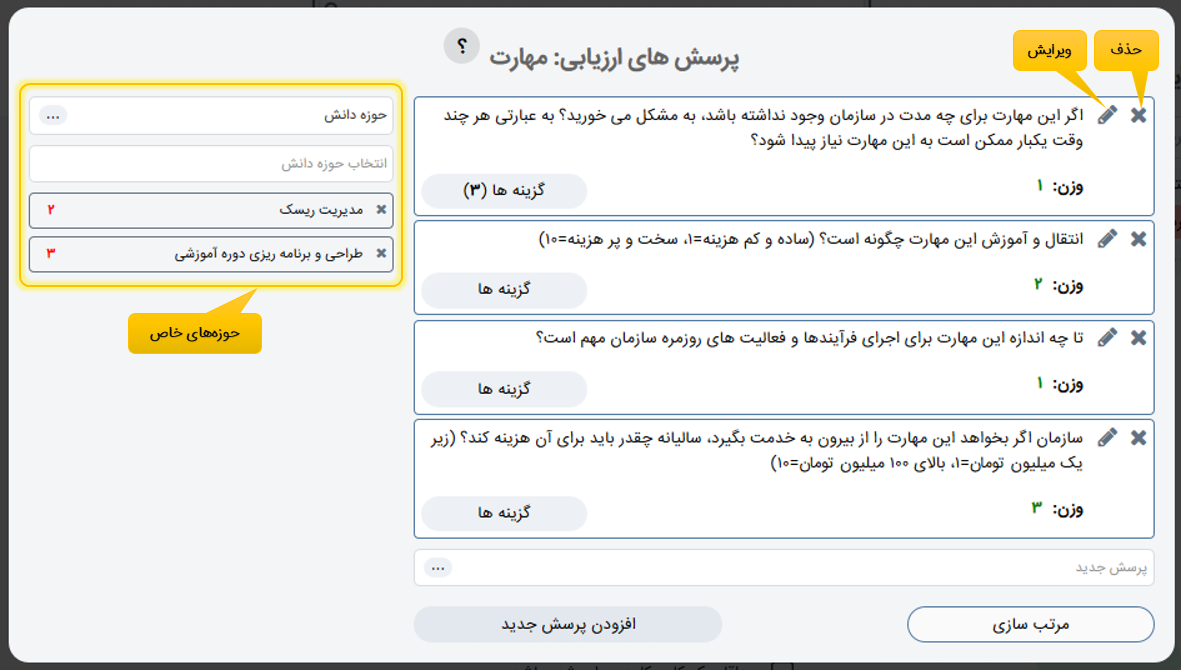 پرسش های ارزیابی: مهارت
؟
حذف
ویرایش
اگر این مهارت برای چه مدت در سازمان وجود نداشته باشد، به مشکل می خورید؟ به عبارتی هر چند
وقت یکبار ممکن است به این مهارت نیاز پیدا شود؟
وزن: ۱
گزینه ها (۳)
انتقال و آموزش این مهارت چگونه است؟ (ساده و کم هزینه=۱، سخت و پر هزینه=۱۰)
وزن: ۲
گزینه ها
تا چه اندازه این مهارت برای اجرای فرآیندها و فعالیت های روزمره سازمان مهم است؟
وزن: ۱
گزینه ها
سازمان اگر بخواهد این مهارت را از بیرون به خدمت بگیرد، سالیانه چقدر باید برای آن هزینه کند؟ (زیر
یک میلیون تومان=۱، بالای ۱۰۰ میلیون تومان=۱۰)
وزن: ۳
گزینه ها
پرسش جدید ...
مرتب سازی
افزودن پرسش جدید
حوزه دانش ...
انتخاب حوزه دانش
مدیریت ریسک ۲
طراحی و برنامه ریزی دوره آموزشی ۳
حوزه‌های خاص